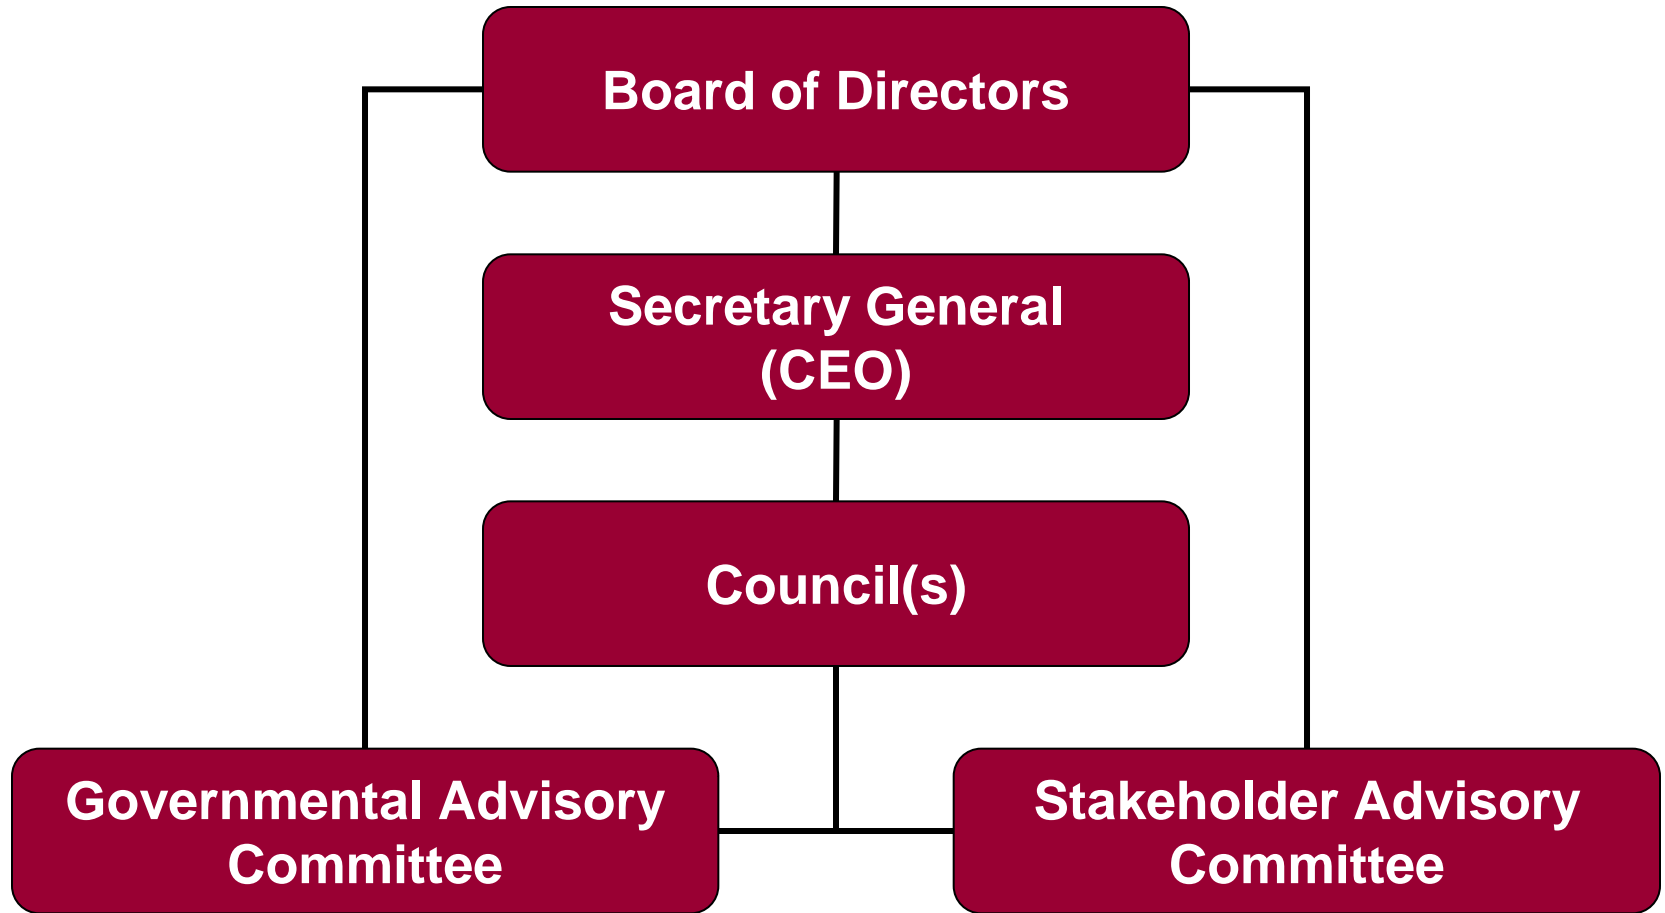 Board of Directors
Secretary General
(CEO)
Council(s)
Governmental Advisory
Committee
Stakeholder Advisory
Committee